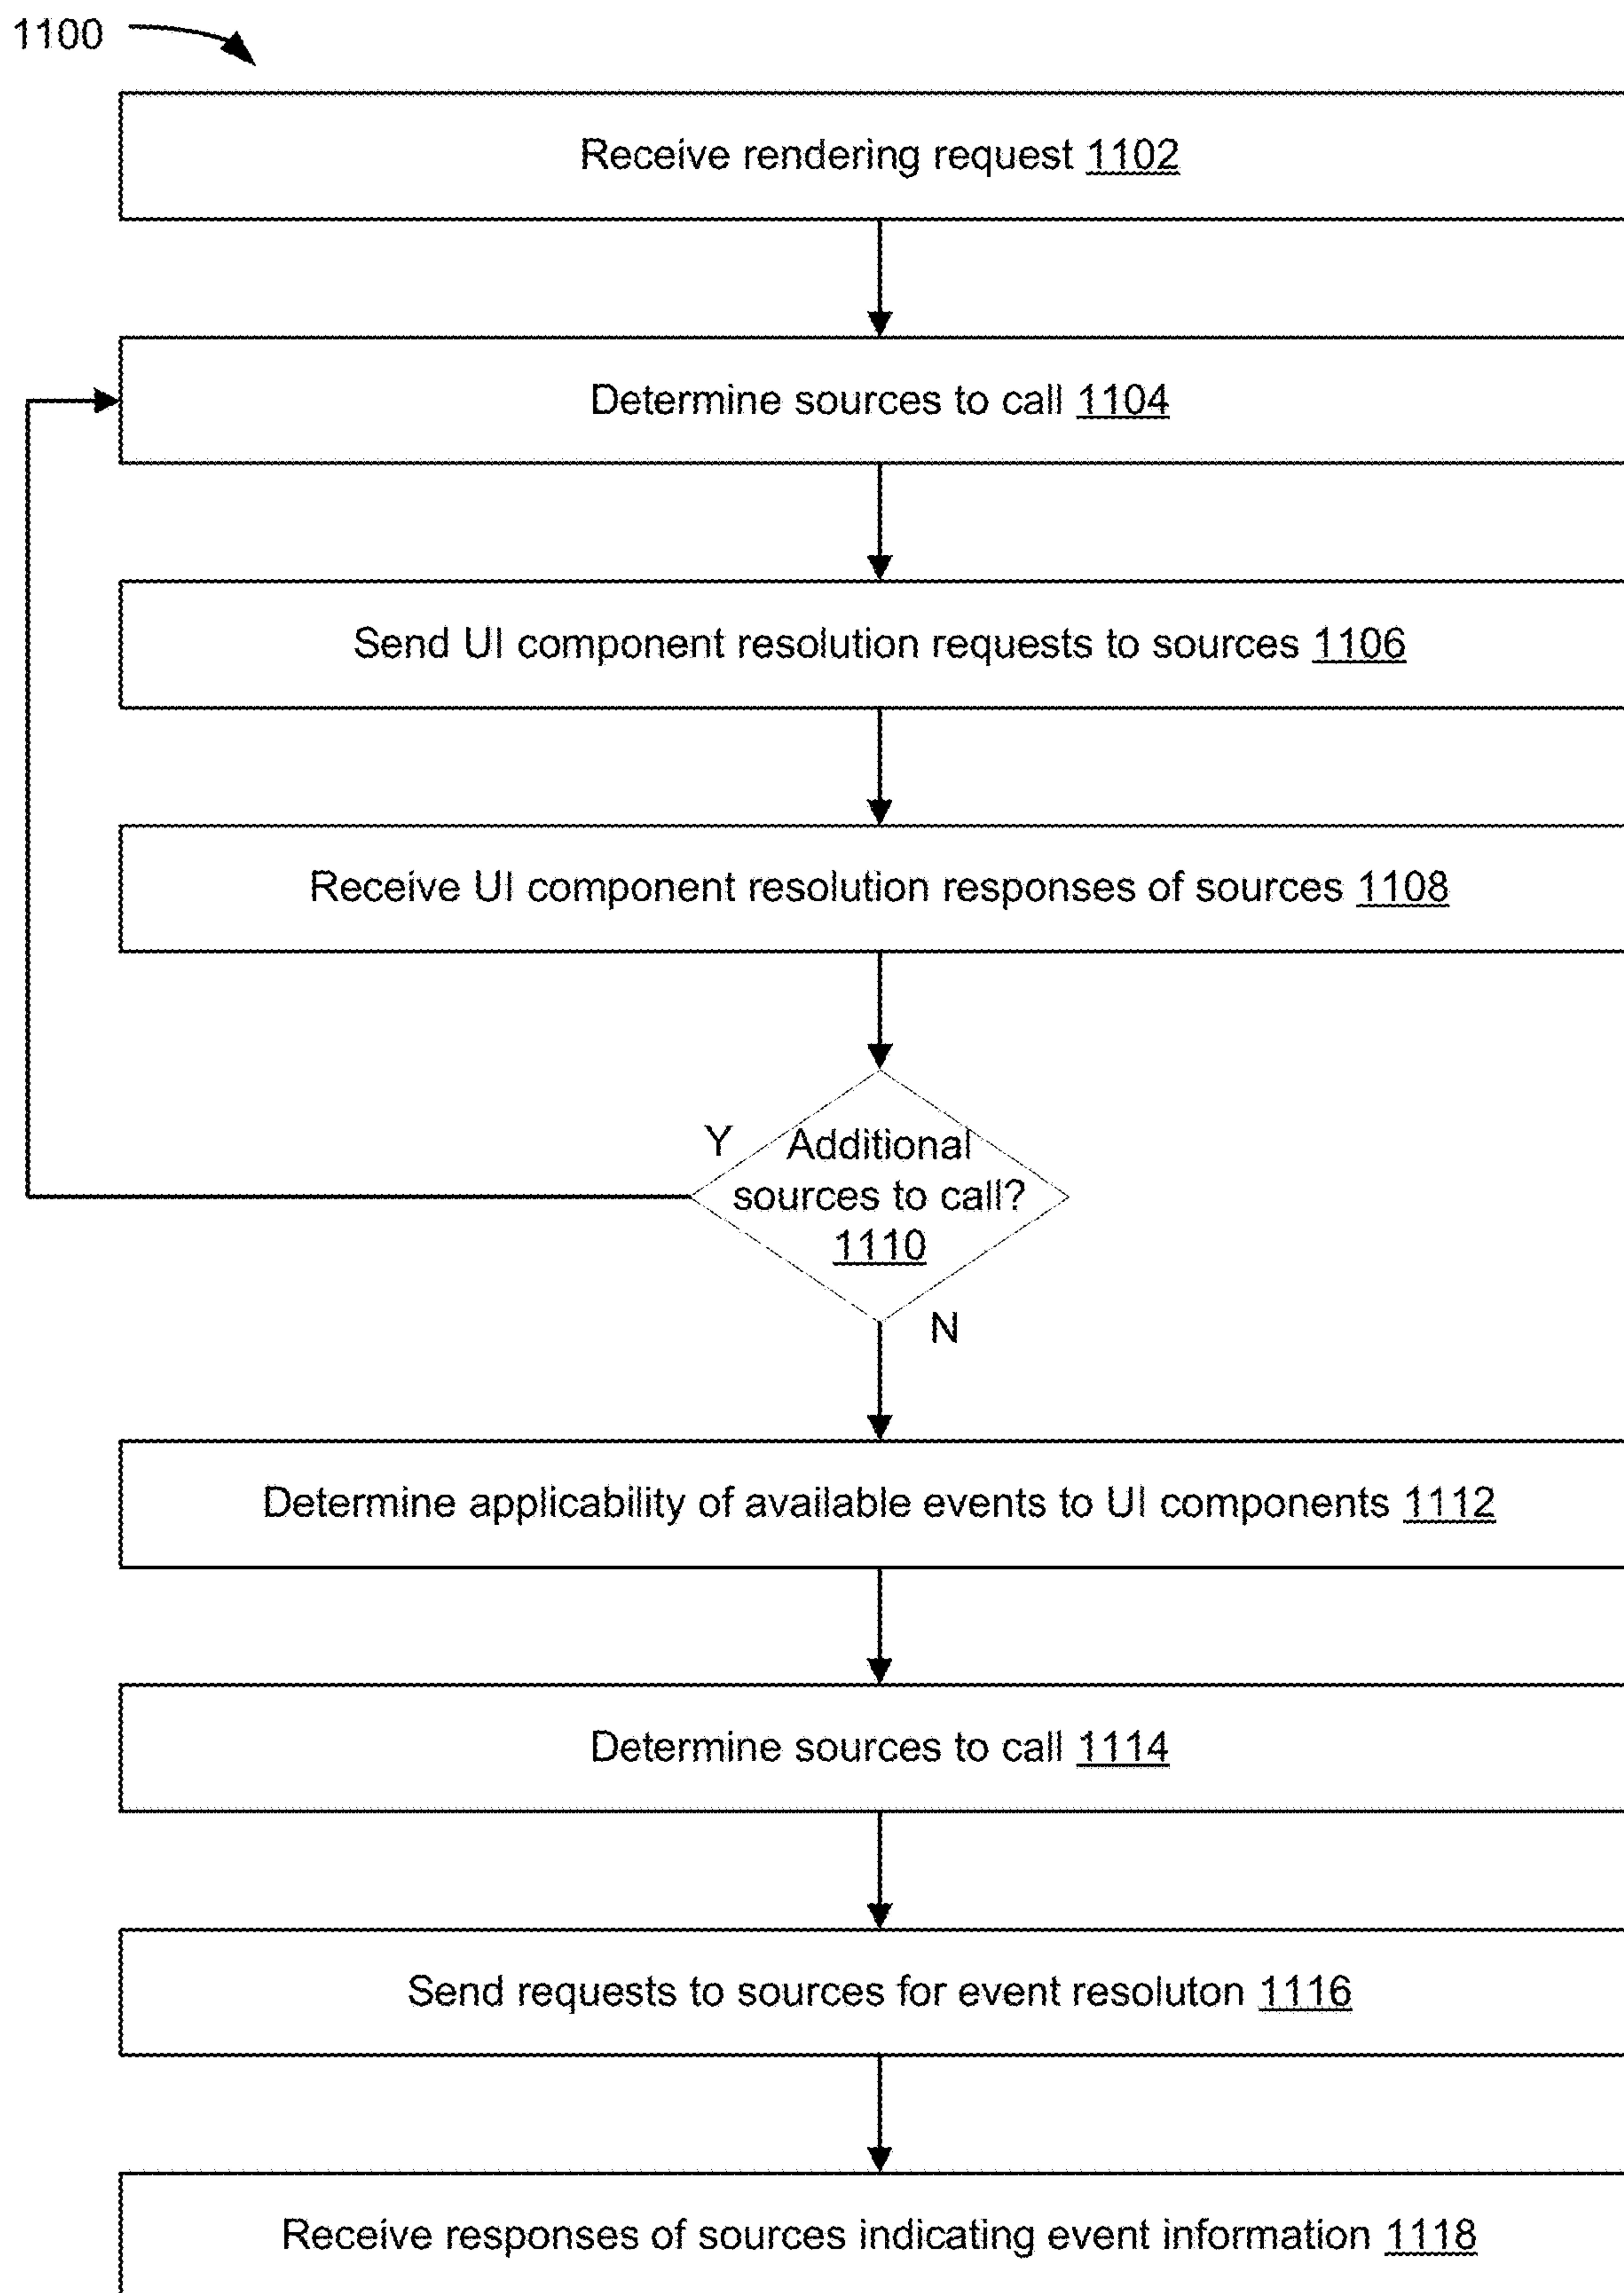 1100
Receive rendering request 1102
Determine sources to call 1104
Send UI component resolution requests to sources 1106
Receive UI component resolution responses of sources 1108
Y
Additional
sources to call?
1110
N
Determine applicability of available events to UI components 1112
Determine sources to call 1114
Send requests to sources for event resoluton 1116
Receive responses of sources indicating event information 1118